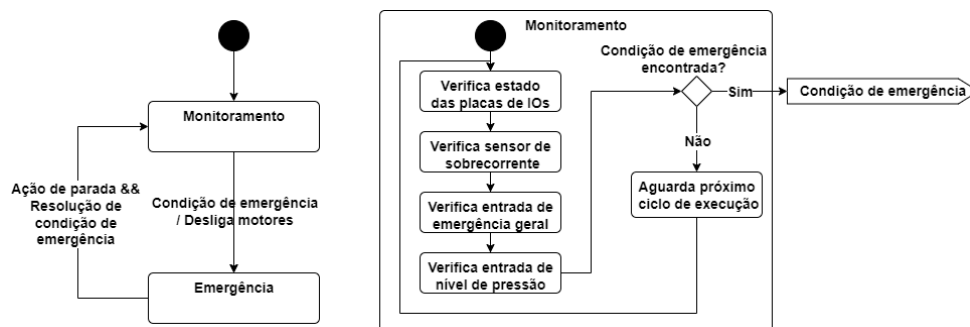 Monitoramento
Condição de emergência
/ Desliga motores
Ação de parada &&
Resolução de
condição de
emergência
Emergência
Monitoramento
Verifica estado
das placas de IOs
Verifica sensor de
sobrecorrente
Verifica entrada de
emergência geral
Verifica entrada de
nível de pressão
Condição de emergência
encontrada?
Sim
Condição de emergência
Não
Aguarda próximo
ciclo de execução